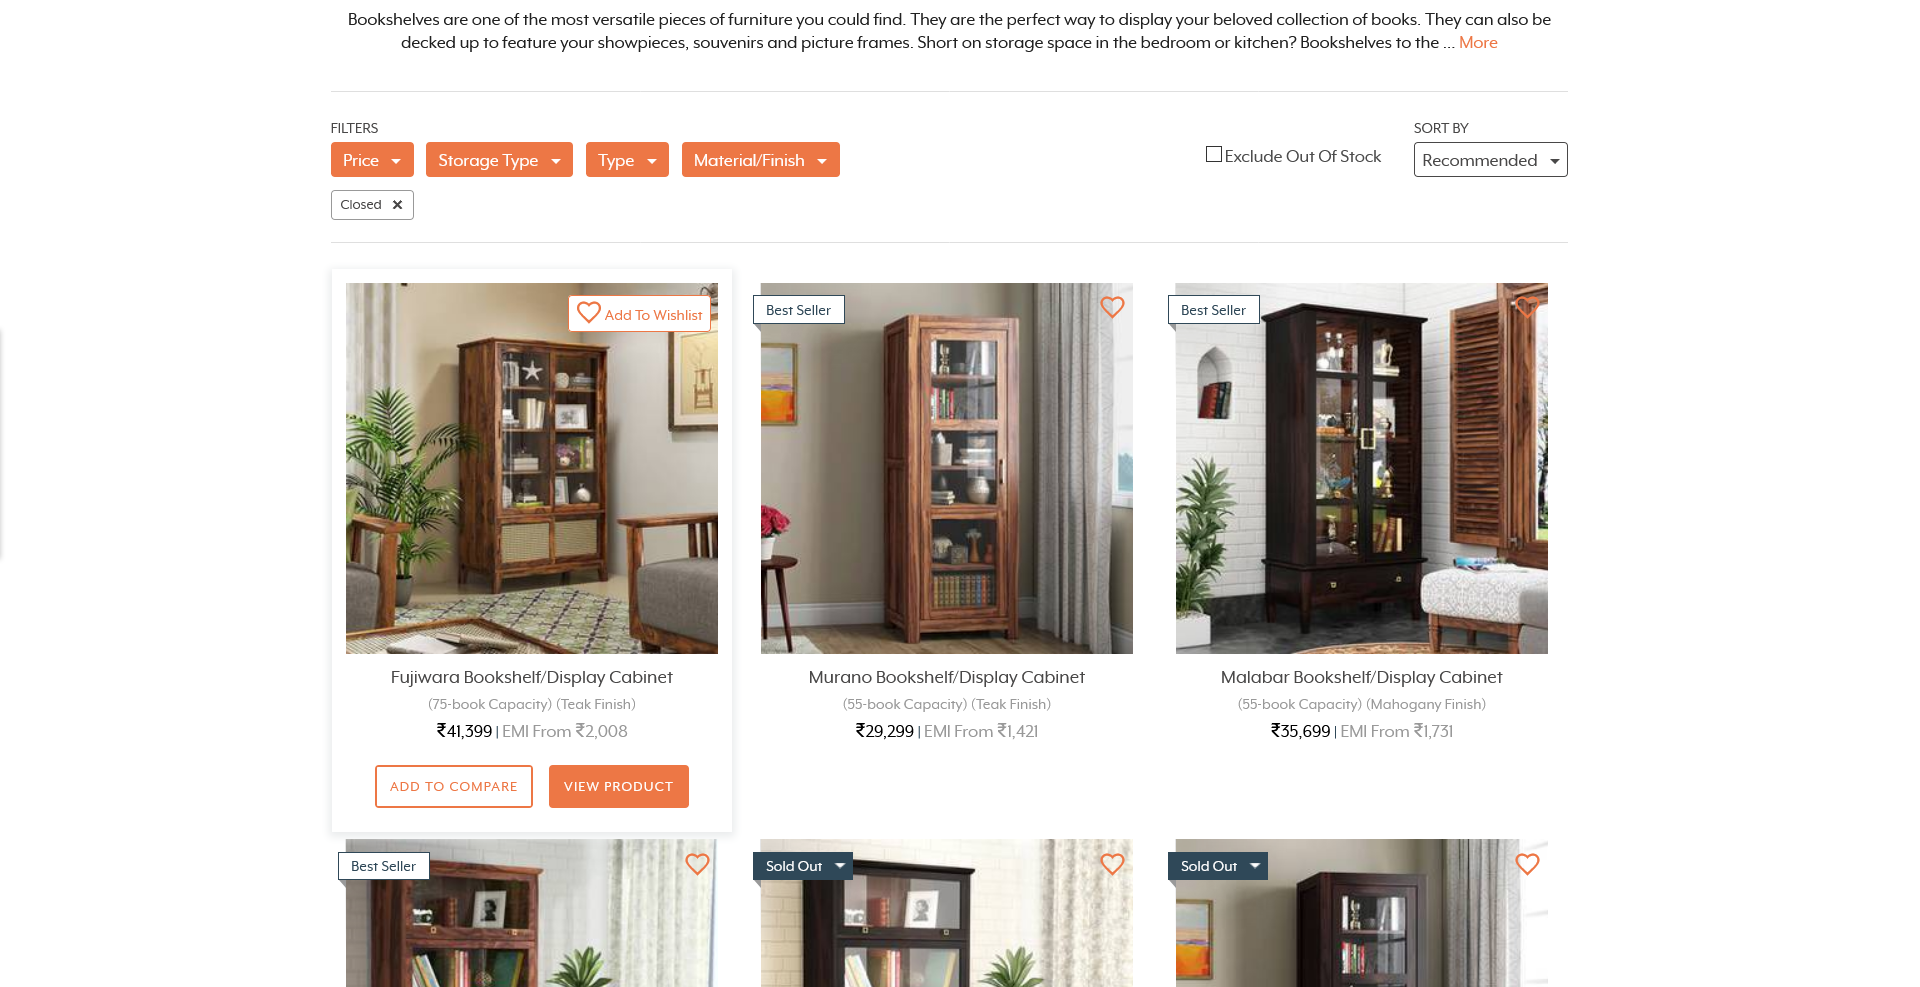 Bookshelves are one of the most versatile pieces of furniture you could find. They are the perfect way to display your beloved collection of books. They can also be
decked up to feature your showpieces, souvenirs and picture frames. Short on storage space in the bedroom or kitchen? Bookshelves to the ... More
FILTERS
SORT BY
Price
Storage Type
Type
Material/Finish
Exclude Out Of Stock
Recommended
Closed ×
Add To Wishlist
Best Seller
Best Seller
Fujiwara Bookshelf/Display Cabinet
(75-book Capacity) (Teak Finish)
₹41,399 | EMI From ₹2,008
ADD TO COMPARE
VIEW PRODUCT
Murano Bookshelf/Display Cabinet
(55-book Capacity) (Teak Finish)
₹29,299 | EMI From ₹1,421
Malabar Bookshelf/Display Cabinet
(55-book Capacity) (Mahogany Finish)
₹35,699 | EMI From ₹1,731
Best Seller
Sold Out
Sold Out